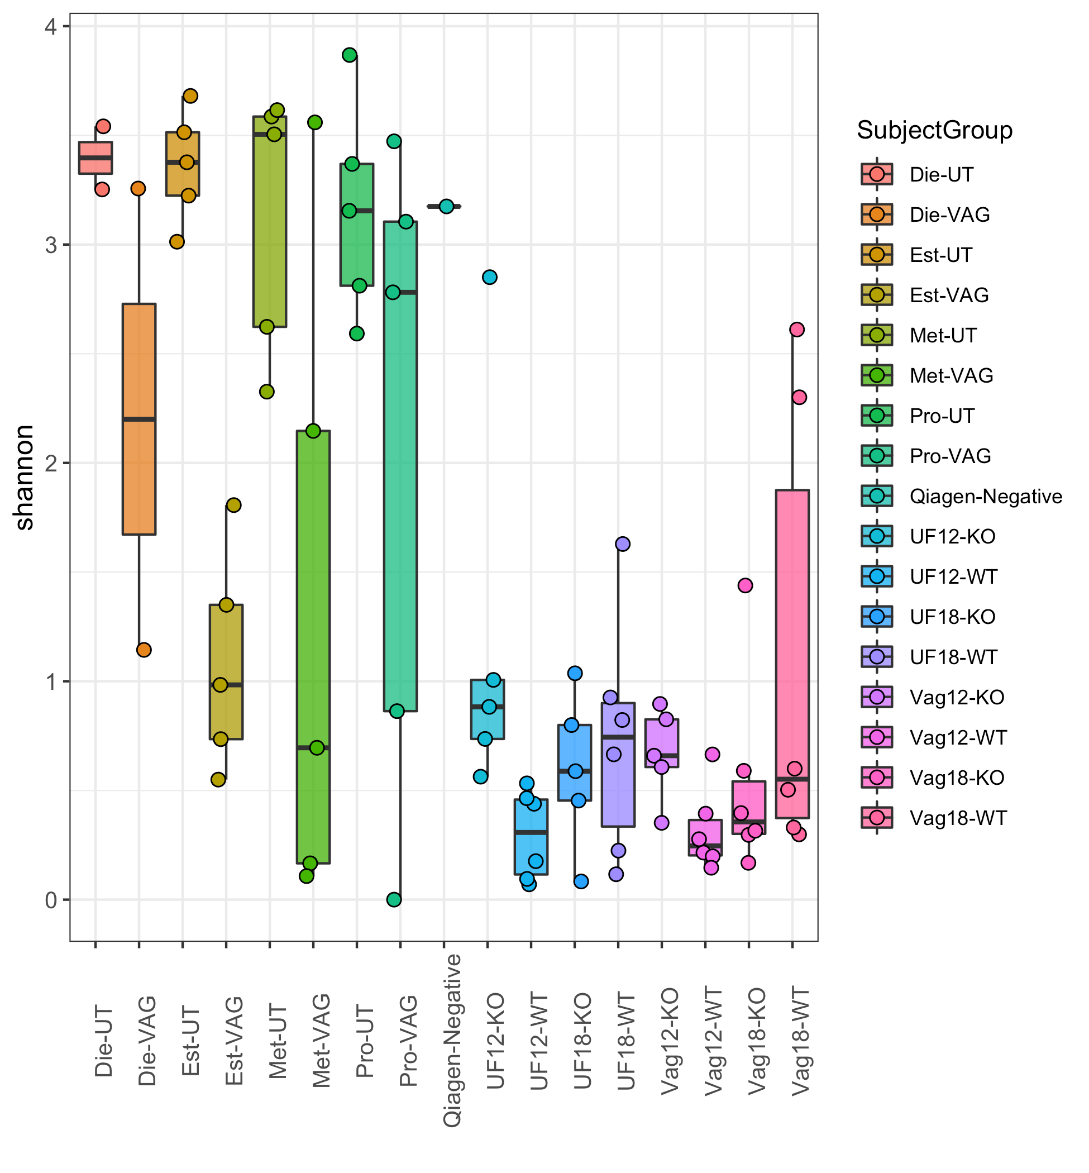 shannon
4
3
2
1
0
Die-UT
Die-VAG
Est-UT
Est-VAG
Met-UT
Met-VAG
Pro-UT
Pro-VAG
Qiagen-Negative
UF12-KO
UF12-WT
UF18-KO
UF18-WT
Vag12-KO
Vag12-WT
Vag18-KO
Vag18-WT
SubjectGroup
Die-UT
Die-VAG
Est-UT
Est-VAG
Met-UT
Met-VAG
Pro-UT
Pro-VAG
Qiagen-Negative
UF12-KO
UF12-WT
UF18-KO
UF18-WT
Vag12-KO
Vag12-WT
Vag18-KO
Vag18-WT